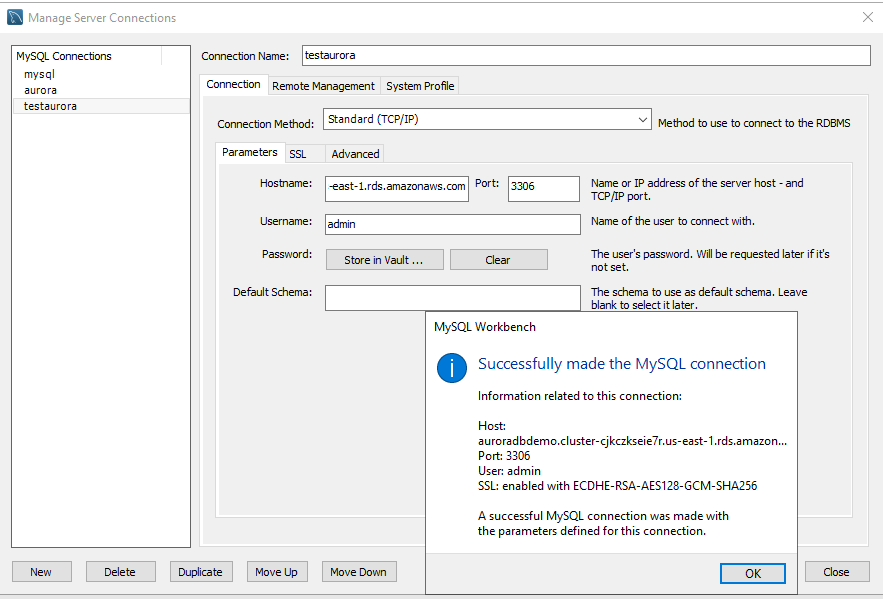 Manage Server Connections
MySQL Connections
mysql
aurora
testaurora
Connection Name:
testaurora
Connection
Remote Management
System Profile
Connection Method:
Standard (TCP/IP)
Method to use to connect to the RDBMS
Parameters
SSL
Advanced
Hostname:
-east-1.rds.amazonaws.com
Port:
3306
Name or IP address of the server host - and
TCP/IP port.
Username:
admin
Name of the user to connect with.
Password:
Store in Vault ...
Clear
The user's password. Will be requested later if it's
not set.
Default Schema:
The schema to use as default schema. Leave
blank to select it later.
MySQL Workbench
Successfully made the MySQL connection
Information related to this connection:
Host:
auroradbdemo.cluster-cjkczkseie7r.us-east-1.rds.amazon...
Port: 3306
User: admin
SSL: enabled with ECDHE-RSA-AES128-GCM-SHA256
A successful MySQL connection was made with
the parameters defined for this connection.
OK
New
Delete
Duplicate
Move Up
Move Down
Close